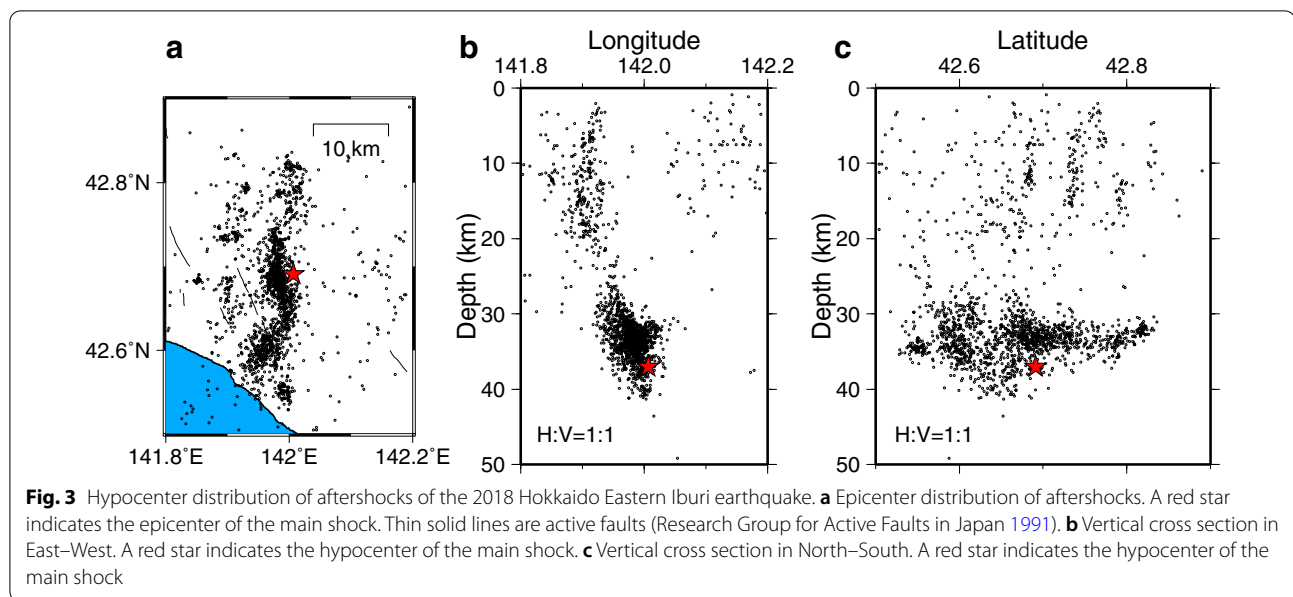 a
10 km
42.8˚N
42.6˚N
141.8˚E
142˚E
142.2˚E
b
Longitude
141.8
142.0
142.2
0
10
20
30
40
50
Depth (km)
H:V=1:1
c
Latitude
42.6
42.8
0
10
20
30
40
50
Depth (km)
H:V=1:1
Fig. 3 Hypocenter distribution of aftershocks of the 2018 Hokkaido Eastern Iburi earthquake. a Epicenter distribution of aftershocks. A red star
indicates the epicenter of the main shock. Thin solid lines are active faults (Research Group for Active Faults in Japan 1991). b Vertical cross section in
East–West. A red star indicates the hypocenter of the main shock. c Vertical cross section in North–South. A red star indicates the hypocenter of the
main shock